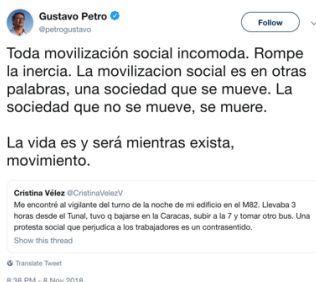 Gustavo Petro
@petrogustavo
Follow
Toda movilización social incomoda. Rompe
la inercia. La movilizacion social es en otras
palabras, una sociedad que se mueve. La
sociedad que no se mueve, se muere.
La vida es y será mientras exista,
movimiento.
Cristina Vélez @CristinaVelezV
Me encontré al vigilante del turno de la noche de mi edificio en el M82. Llevaba 3
horas desde el Tunal, tuvo q bajarse en la Caracas, subir a la 7 y tomar otro bus. Una
protesta social que perjudica a los trabajadores es un contrasentido.
Show this thread
Translate Tweet
8:38 PM - 8 Nov 2018